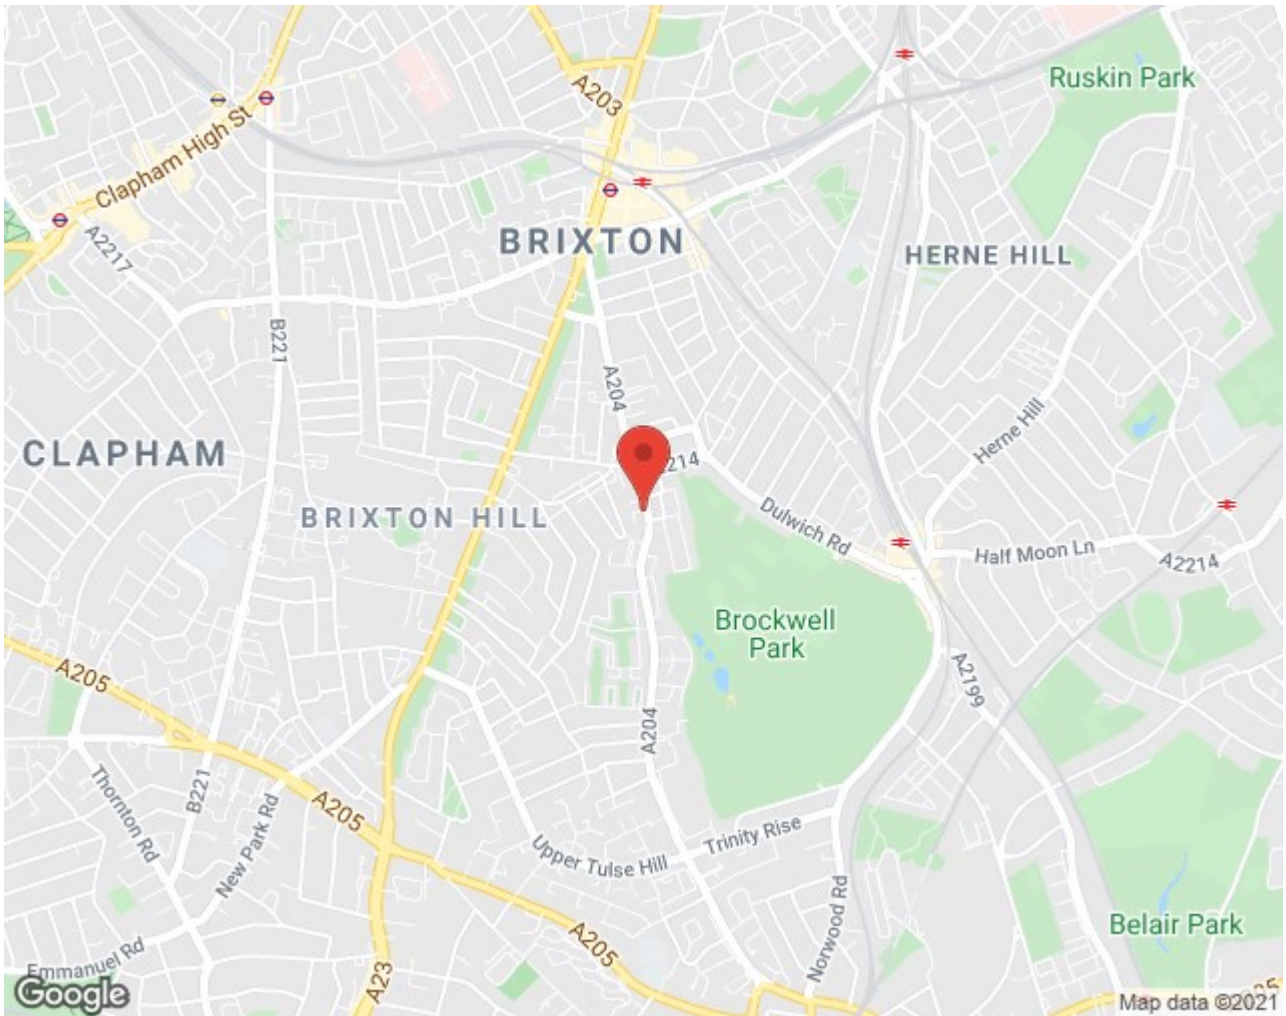 Ruskin Park
A203
Clapham High St
A2217
BRIXTON
HERNE HILL
B221
A204
Herne Hill
CLAPHAM
BRIXTON HILL
Dulwich Rd
Half Moon Ln
A2214
Brockwell
Park
A205
A2199
A204
Thornton Rd
B221
New Park Rd
A205
Upper Tulse Hill
Trinity Rise
Norwood Rd
Belair Park
A205
Emmanuel Rd
A23
Google
Map data ©2021